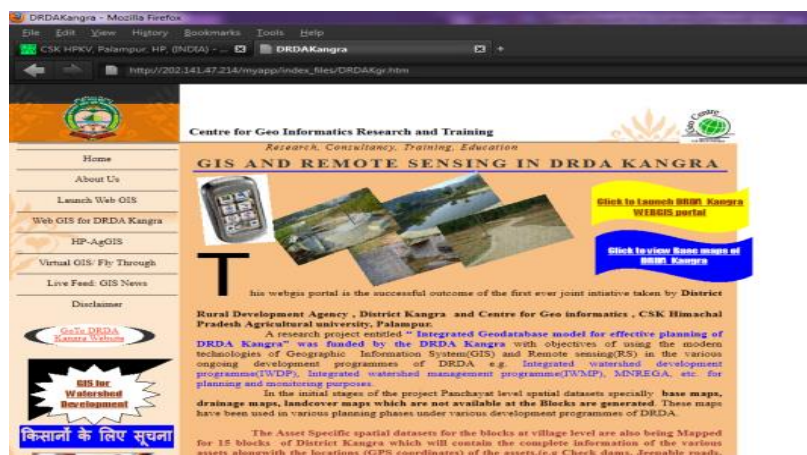 DRDAKangra - Mozilla Firefox
File Edit View History Bookmarks Tools Help
CSK HPKV, Palampur, HP, (INDIA) - ... DRDAKangra +
http://202.141.47.214/myapp/index_files/DRDAKgr.htm
Centre for Geo Informatics Research and Training
Research, Consultancy, Training, Education
Geo Centre
GIS AND REMOTE SENSING IN DRDA KANGRA
Home
About Us
Launch Web GIS
Web GIS for DRDA Kangra
HP-AgGIS
Virtual GIS/ Fly Through
Live Feed: GIS News
Disclaimer
GoTo DRDA
Kangra Website
GIS for
Watershed
Development
किसानों के लिए सूचना
Click to Launch DRDA Kangra
WEBGIS portal
Click to view Base maps of
DRDA Kangra
This webgis portal is the successful outcome of the first ever joint intiative taken by District
Rural Development Agency , District Kangra and Centre for Geo informatics , CSK Himachal
Pradesh Agricultural university, Palampur.
A research project entitled “ Integrated Geodatabase model for effective planning of
DRDA Kangra” was funded by the DRDA Kangra with objectives of using the modern
technologies of Geographic Information System(GIS) and Remote sensing(RS) in the various
ongoing development programmes of DRDA e.g. Integrated watershed development
programme(IWDP), Integrated watershed management programme(IWMP), MNREGA, etc. for
planning and monitoring purposes.
In the initial stages of the project Panchayat level spatial datasets specially base maps,
drainage maps, landcover maps which are not available at the Blocks are generated. These maps
have been used in various planning phases under various development programmes of DRDA.
The Asset Specific spatial datasets for the blocks at village level are also being Mapped
for 15 blocks of District Kangra which will contain the complete information of the various
assets alongwith the locations (GPS coordinates) of the assets.(e.g Check dams, Jeepable roads,